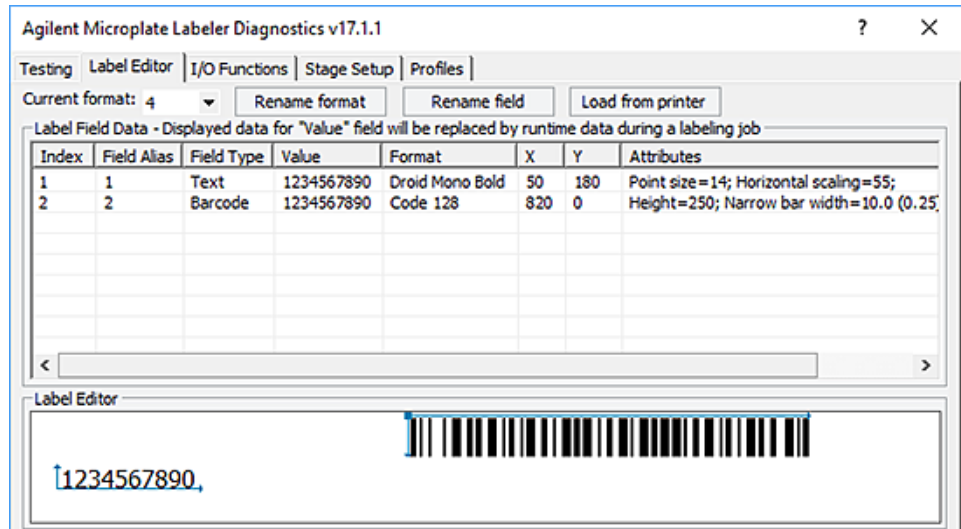 Agilent Microplate Labeler Diagnostics v17.1.1 ? ×
Testing Label Editor I/O Functions Stage Setup Profiles
Current format: 4 Rename format Rename field Load from printer
Label Field Data - Displayed data for "Value" field will be replaced by runtime data during a labeling job
Index Field Alias Field Type Value Format X Y Attributes
1 1 Text 1234567890 Droid Mono Bold 50 180 Point size=14; Horizontal scaling=55;
2 2 Barcode 1234567890 Code 128 820 0 Height=250; Narrow bar width=10.0 (0.25)
Label Editor
1234567890